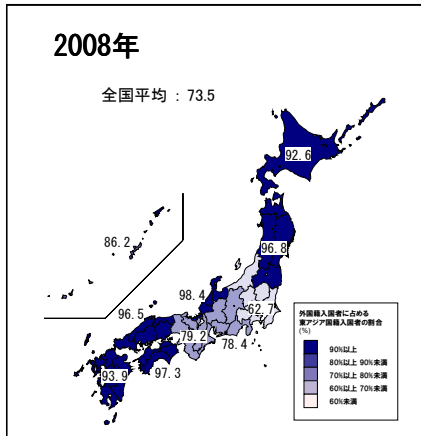 2008年
全国平均 : 73.5
92.6
86.2
96.8
98.4
96.5
62.7
79.2
78.4
93.9
97.3
外国籍入国者に占める
東アジア国籍入国者の割合
(%)
90%以上
80%以上 90%未満
70%以上 80%未満
60%以上 70%未満
60%未満